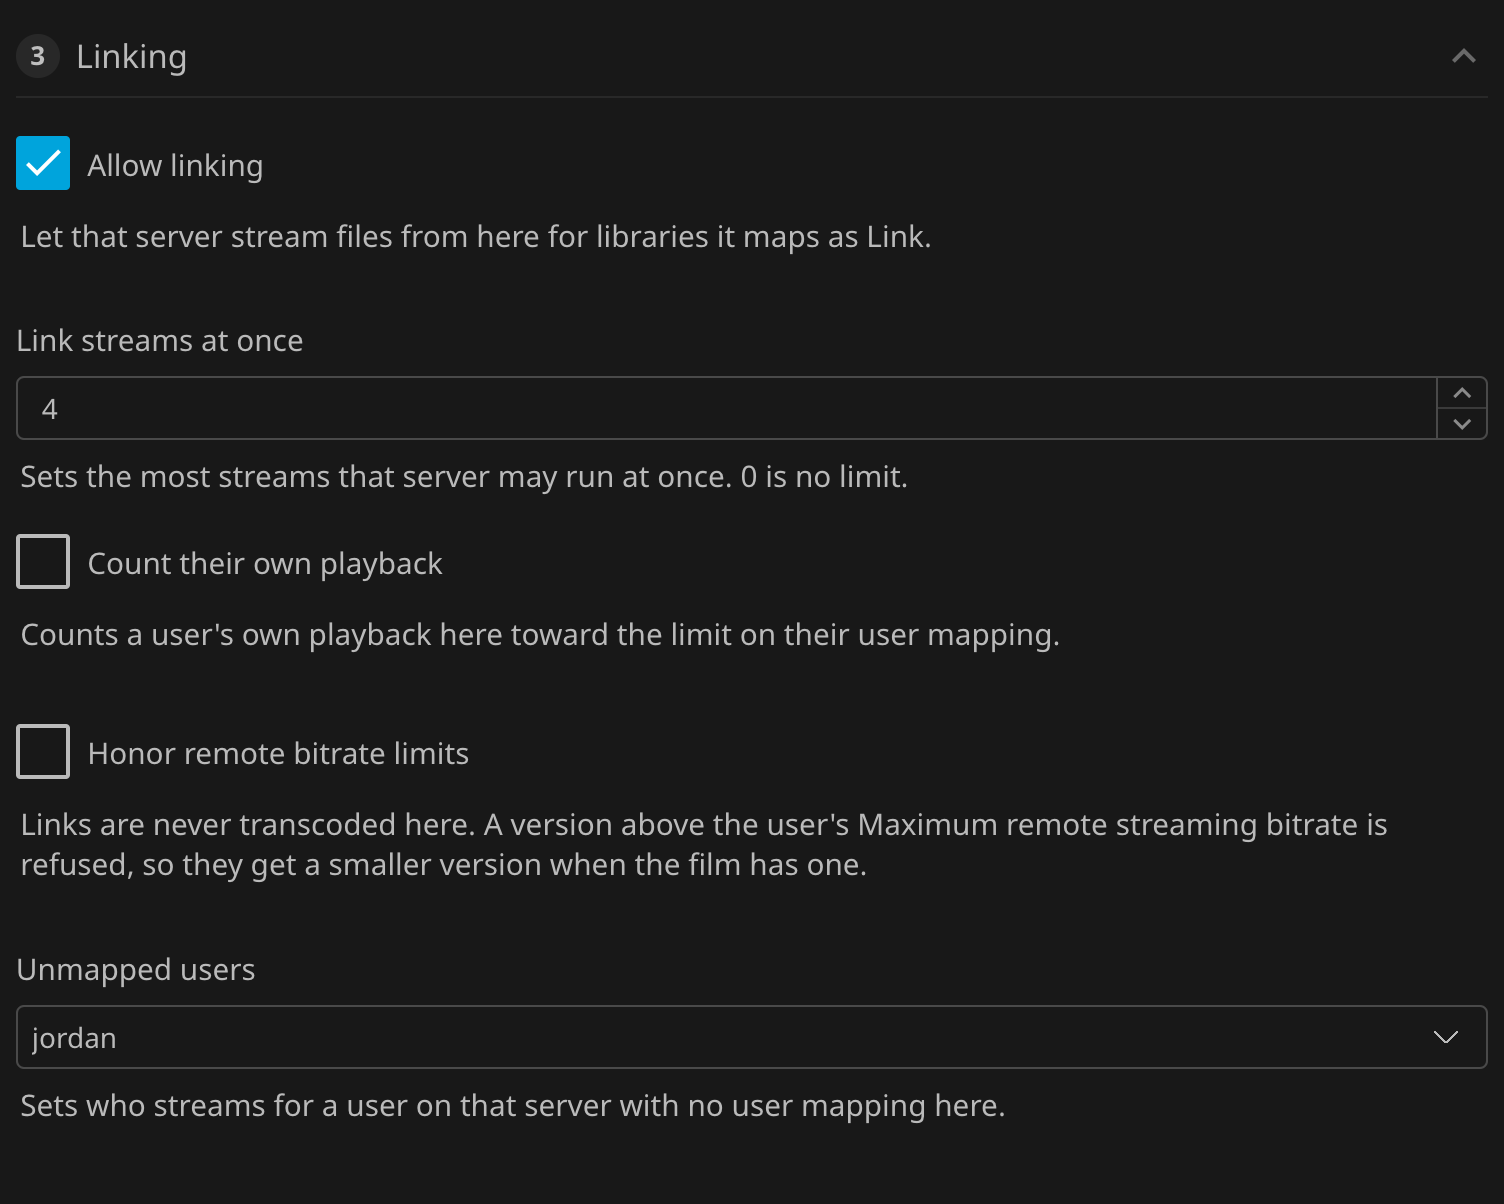 3 Linking
Allow linking
Let that server stream files from here for libraries it maps as Link.
Link streams at once
4
Sets the most streams that server may run at once. 0 is no limit.
Count their own playback
Counts a user's own playback here toward the limit on their user mapping.
Honor remote bitrate limits
Links are never transcoded here. A version above the user's Maximum remote streaming bitrate is
refused, so they get a smaller version when the film has one.
Unmapped users
jordan
Sets who streams for a user on that server with no user mapping here.